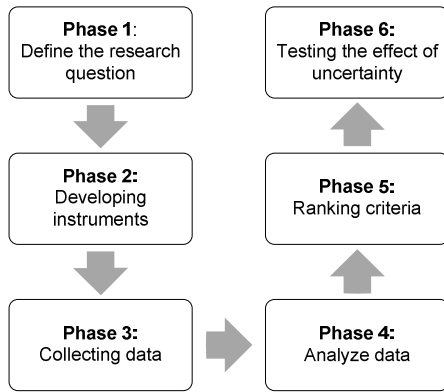 Phase 1:
Define the research
question
Phase 2:
Developing
instruments
Phase 3:
Collecting data
Phase 4:
Analyze data
Phase 5:
Ranking criteria
Phase 6:
Testing the effect of
uncertainty